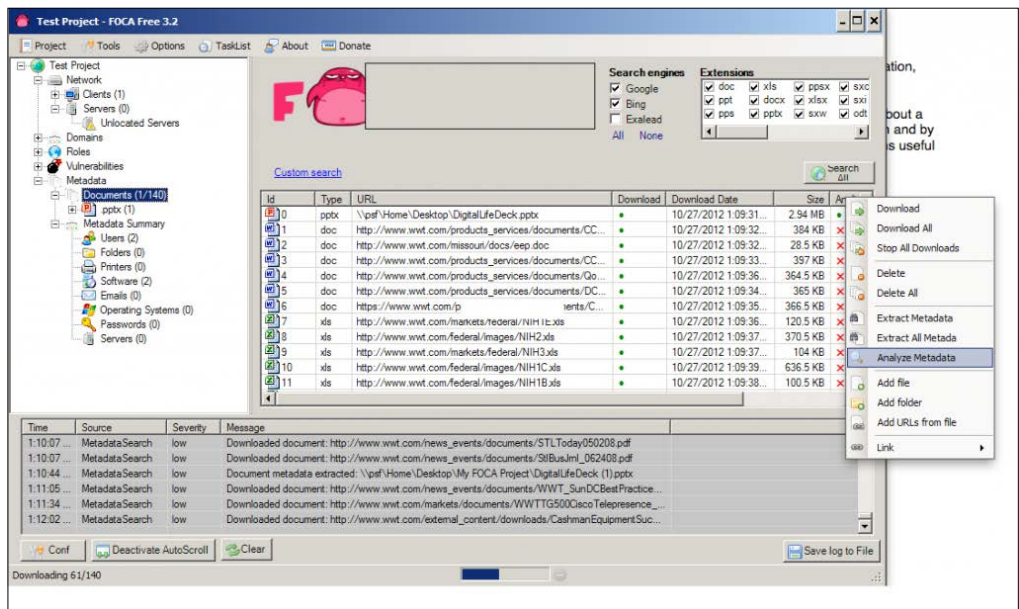 Test Project - FOCA Free 3.2
Project Tools Options TaskList About Donate
Test Project
Network
Clients (1)
Servers (0)
Unlocated Servers
Domains
Roles
Vulnerabilities
Metadata
Documents (1/140)
pptx (1)
Metadata Summary
Users (2)
Folders (0)
Printers (0)
Software (2)
Emails (0)
Operating Systems (0)
Passwords (0)
Servers (0)
F
Search engines
Google
Bing
Exalead
All None
Extensions
doc xls ppsx sxc
ppt docx xlsx sxi
pps pptx sxw odt
Custom search
Search All
Id Type URL Download Download Date Size
0 pptx \\psf\Home\Desktop\DigitalLifeDeck.pptx • 10/27/2012 1:09:31... 2.94 MB •
1 doc http://www.wwt.com/products_services/documents/CC... • 10/27/2012 1:09:32... 384 KB ×
2 doc http://www.wwt.com/missouri/docs/eep.doc • 10/27/2012 1:09:32... 28.5 KB ×
3 doc http://www.wwt.com/products_services/documents/CC... • 10/27/2012 1:09:33... 397 KB ×
4 doc http://www.wwt.com/products_services/documents/Qo... • 10/27/2012 1:09:36... 364.5 KB ×
5 doc http://www.wwt.com/products_services/documents/DC... • 10/27/2012 1:09:34... 365 KB ×
6 doc https://www.wwt.com/p ients/C... • 10/27/2012 1:09:35... 366.5 KB ×
7 xls http://www.wwt.com/markets/federal/NIH1E.xls • 10/27/2012 1:09:36... 120.5 KB ×
8 xls http://www.wwt.com/federal/images/NIH2.xls • 10/27/2012 1:09:37... 370.5 KB ×
9 xls http://www.wwt.com/markets/federal/NIH3.xls • 10/27/2012 1:09:37... 104 KB ×
10 xls http://www.wwt.com/federal/images/NIH1C.xls • 10/27/2012 1:09:39... 636.5 KB ×
11 xls http://www.wwt.com/federal/images/NIH1B.xls • 10/27/2012 1:09:38... 100.5 KB ×
Download
Download All
Stop All Downloads
Delete
Delete All
Extract Metadata
Extract All Metada
Analyze Metadata
Add file
Add folder
Add URLs from file
Link
ation,
bout a
n and by
is useful
Time Source Severity Message
1:10:07 ... MetadataSearch low Downloaded document: http://www.wwt.com/news_events/documents/STLToday050208.pdf
1:10:07 ... MetadataSearch low Downloaded document: http://www.wwt.com/news_events/documents/StlBusJrnl_062408.pdf
1:10:44 ... MetadataSearch low Document metadata extracted: \\psf\Home\Desktop\My FOCA Project\DigitalLifeDeck (1).pptx
1:11:05 ... MetadataSearch low Downloaded document: http://www.wwt.com/news_events/documents/WWT_SunDCBestPractice...
1:11:34 ... MetadataSearch low Downloaded document: http://www.wwt.com/markets/documents/WWTTG500CiscoTelepresence_...
1:12:02 ... MetadataSearch low Downloaded document: http://www.wwt.com/external_content/downloads/CashmanEquipmentSuc...
Conf Deactivate AutoScroll Clear Save log to File
Downloading 61/140